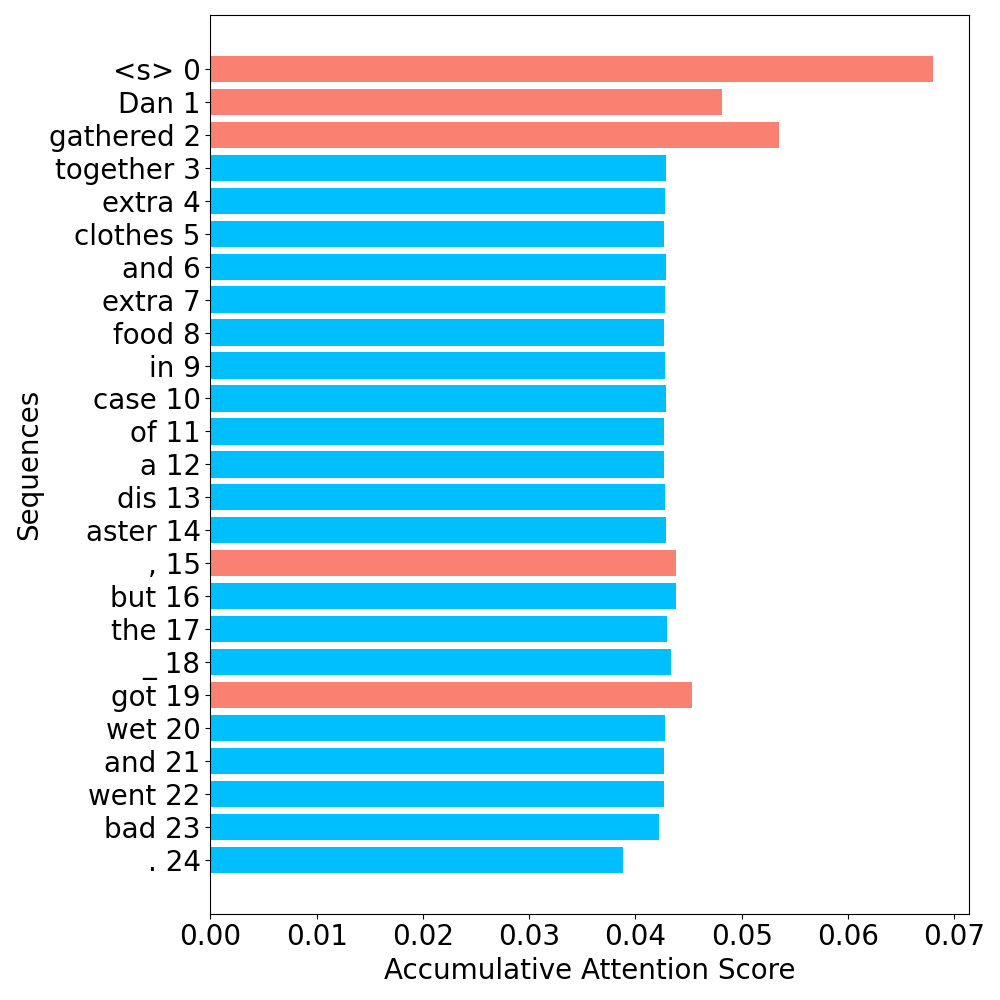 <s> 0
Dan 1
gathered 2
together 3
extra 4
clothes 5
and 6
extra 7
food 8
in 9
case 10
of 11
a 12
dis 13
aster 14
, 15
but 16
the 17
_ 18
got 19
wet 20
and 21
went 22
bad 23
. 24
Sequences
0.00 0.01 0.02 0.03 0.04 0.05 0.06 0.07
Accumulative Attention Score